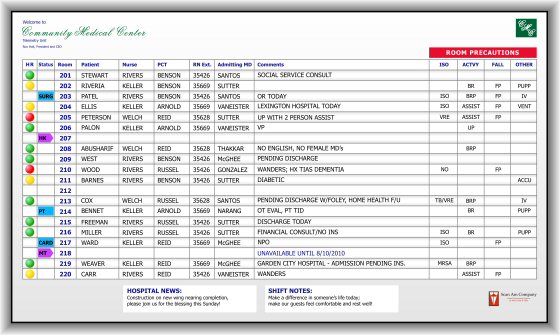 Welcome to
Community Medical Center
Telemetry Unit
ROOM PRECAUTIONS
HR Status Room Patient Nurse PCT RN Ext. Admitting MD Comments ISO ACTVY FALL OTHER
201 STEWART RIVERS BENSON 35426 SANTOS SOCIAL SERVICE CONSULT
202 RIVERIA KELLER BENSON 35669 SUTTER BR FP PUPP
SURG 203 PATEL RIVERS BENSON 35426 SANTOS OR TODAY ISO BRP FP IV
204 ELLIS KELLER ARNOLD 35669 VANEISTER LEXINGTON HOSPITAL TODAY ISO ASSIST FP VENT
205 PETERSON WELCH REID 35628 SUTTER UP WITH 2 PERSON ASSIST VRE ASSIST FP
206 PALON KELLER ARNOLD 35669 VANEISTER VP UP
HK 207
208 ABUSHARIF WELCH REID 35628 THAKKAR NO ENGLISH, NO FEMALE MD's BRP
209 WEST RIVERS BENSON 35426 McGHEE PENDING DISCHARGE
210 WOOD RIVERS RUSSEL 35426 GONZALEZ WANDERS; HX TIAS DEMENTIA NO FP
211 BARNES RIVERS BENSON 35426 SUTTER DIABETIC ACCU
212
213 COX WELCH RUSSEL 35628 SANTOS PENDING DISCHARGE W/FOLEY, HOME HEALTH F/U TB/VRE BRP IV
PT 214 BENNET KELLER ARNOLD 35669 NARANG OT EVAL, PT TID BR PUPP
215 FREEMAN RIVERS RUSSEL 35426 SUTTER DISCHARGE TODAY
216 MILLER RIVERS RUSSEL 35426 SUTTER FINANCIAL CONSULT/NO INS ISO BR FP PUPP
CARD 217 WARD KELLER REID 35669 McGHEE NPO ISO FP
MT 218 UNAVAILABLE UNTIL 8/10/2010
219 WEAVER KELLER REID 35669 McGHEE GARDEN CITY HOSPITAL - ADMISSION PENDING INS. MRSA BRP
220 CARR RIVERS REID 35426 VANEISTER WANDERS ASSIST FP
HOSPITAL NEWS:
Construction on new wing nearing completion,
please join us for the blessing this Sunday!
SHIFT NOTES:
Make a difference in someone's life today;
make our guests feel comfortable and rest well!